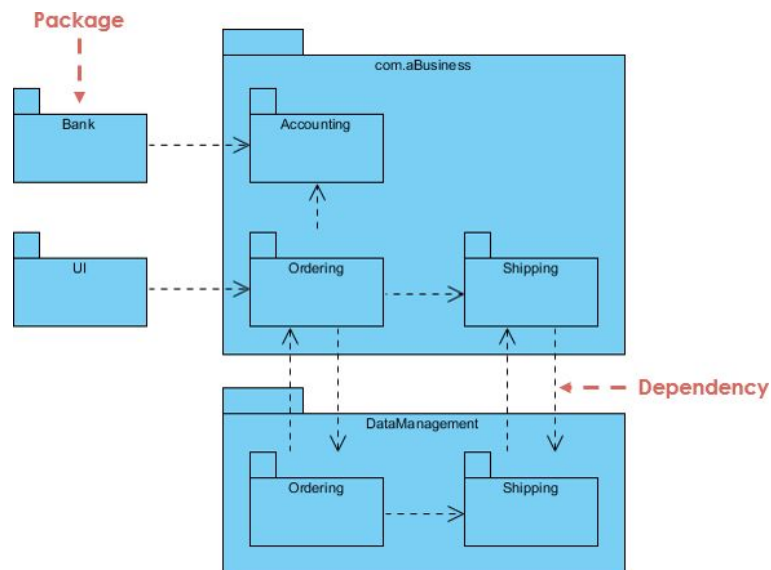 Package
com.aBusiness
Bank
Accounting
UI
Ordering
Shipping
Dependency
DataManagement
Ordering
Shipping